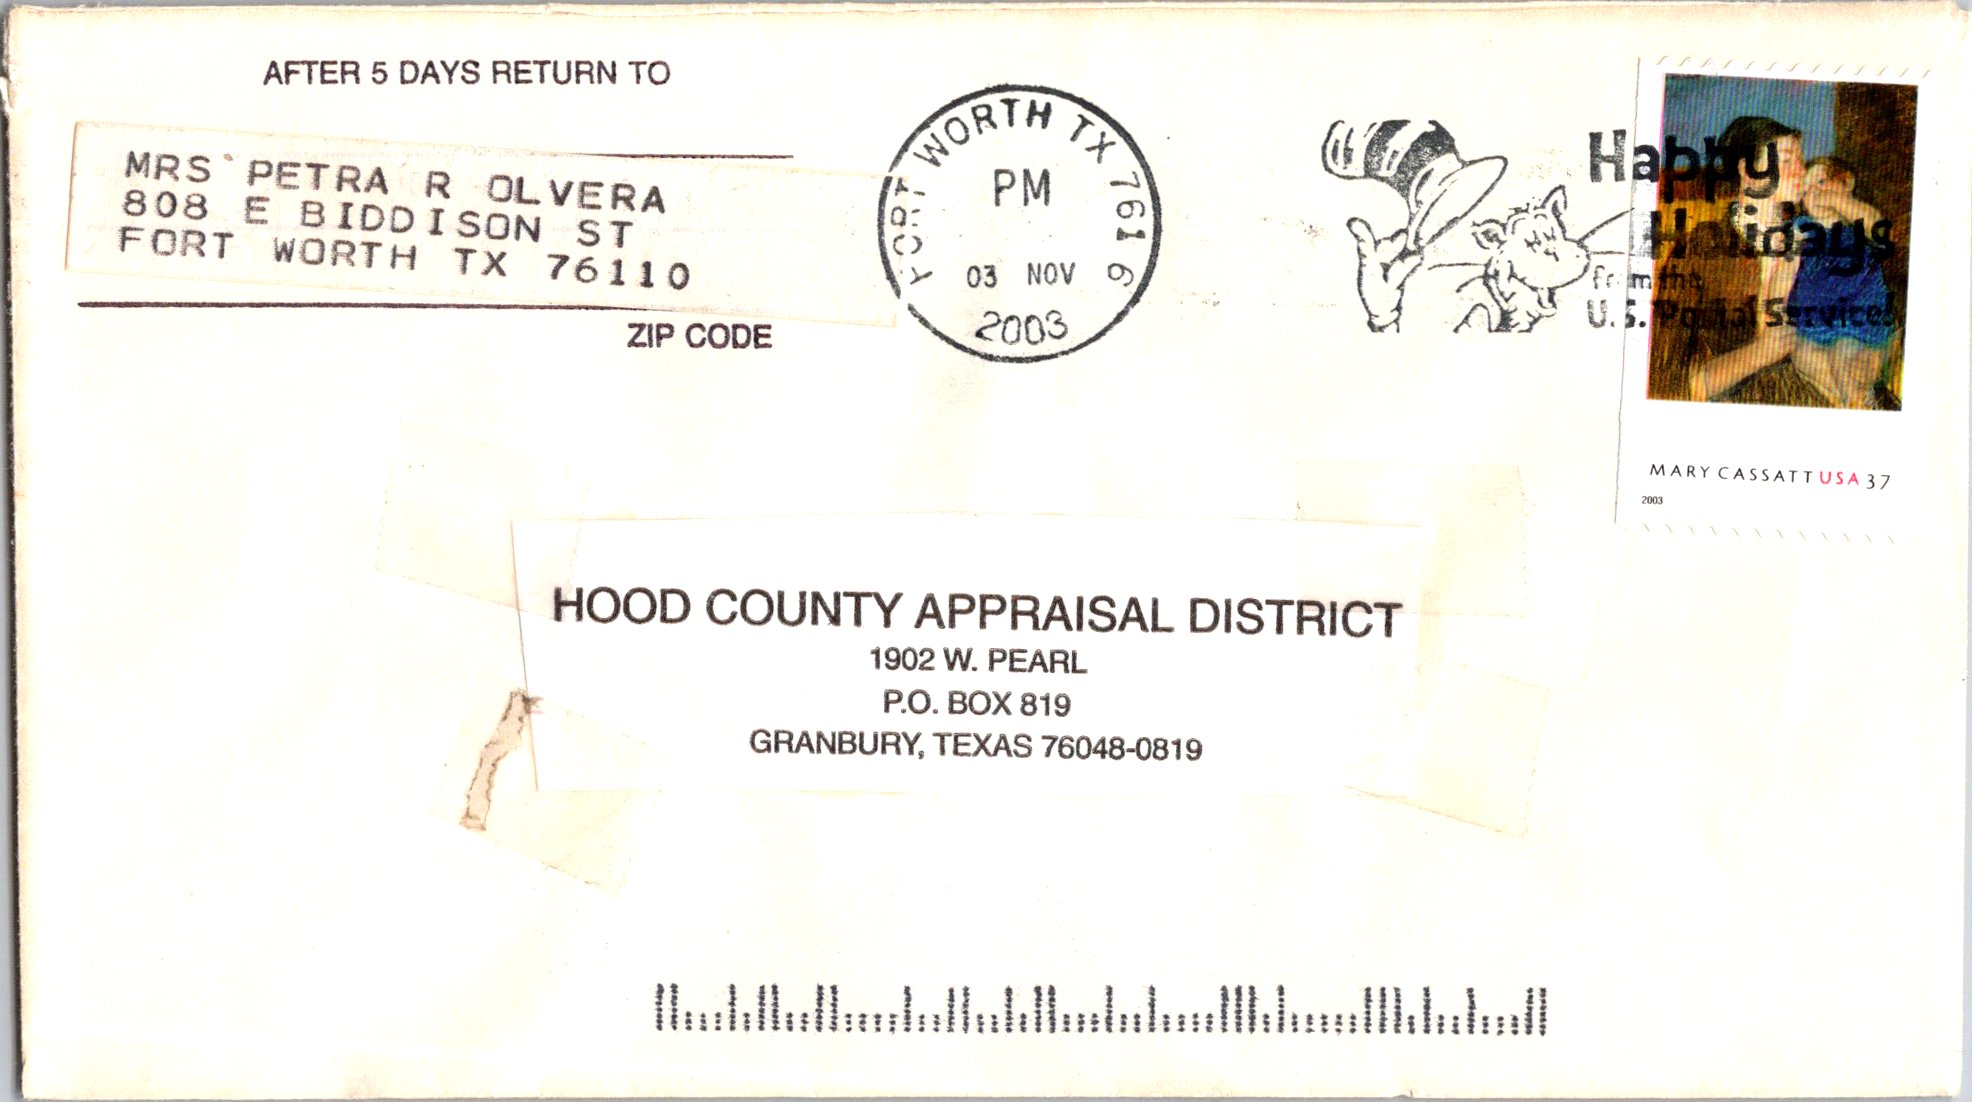 AFTER 5 DAYS RETURN TO
MRS PETRA R OLVERA
808 E BIDDISON ST
FORT WORTH TX 76110
ZIP CODE
FORT WORTH TX 761 6
PM
03 NOV
2003
Happy
Holidays
from the
U.S. Postal Service!
MARY CASSATT USA 37
2003
HOOD COUNTY APPRAISAL DISTRICT
1902 W. PEARL
P.O. BOX 819
GRANBURY, TEXAS 76048-0819